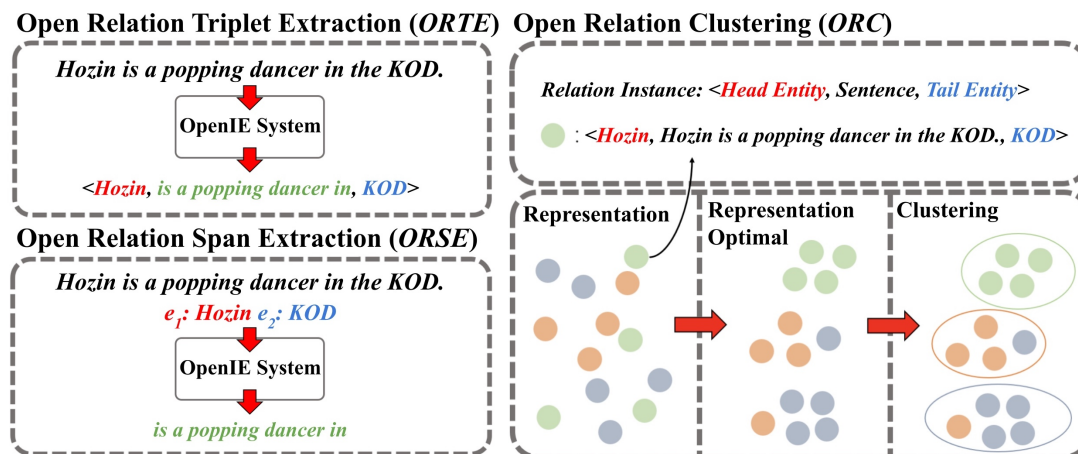 Open Relation Triplet Extraction (ORTE)
Hozin is a popping dancer in the KOD.
OpenIE System
<Hozin, is a popping dancer in, KOD>
Open Relation Span Extraction (ORSE)
Hozin is a popping dancer in the KOD.
e1: Hozin e2: KOD
OpenIE System
is a popping dancer in
Open Relation Clustering (ORC)
Relation Instance: <Head Entity, Sentence, Tail Entity>
: <Hozin, Hozin is a popping dancer in the KOD., KOD>
Representation
Representation
Optimal
Clustering